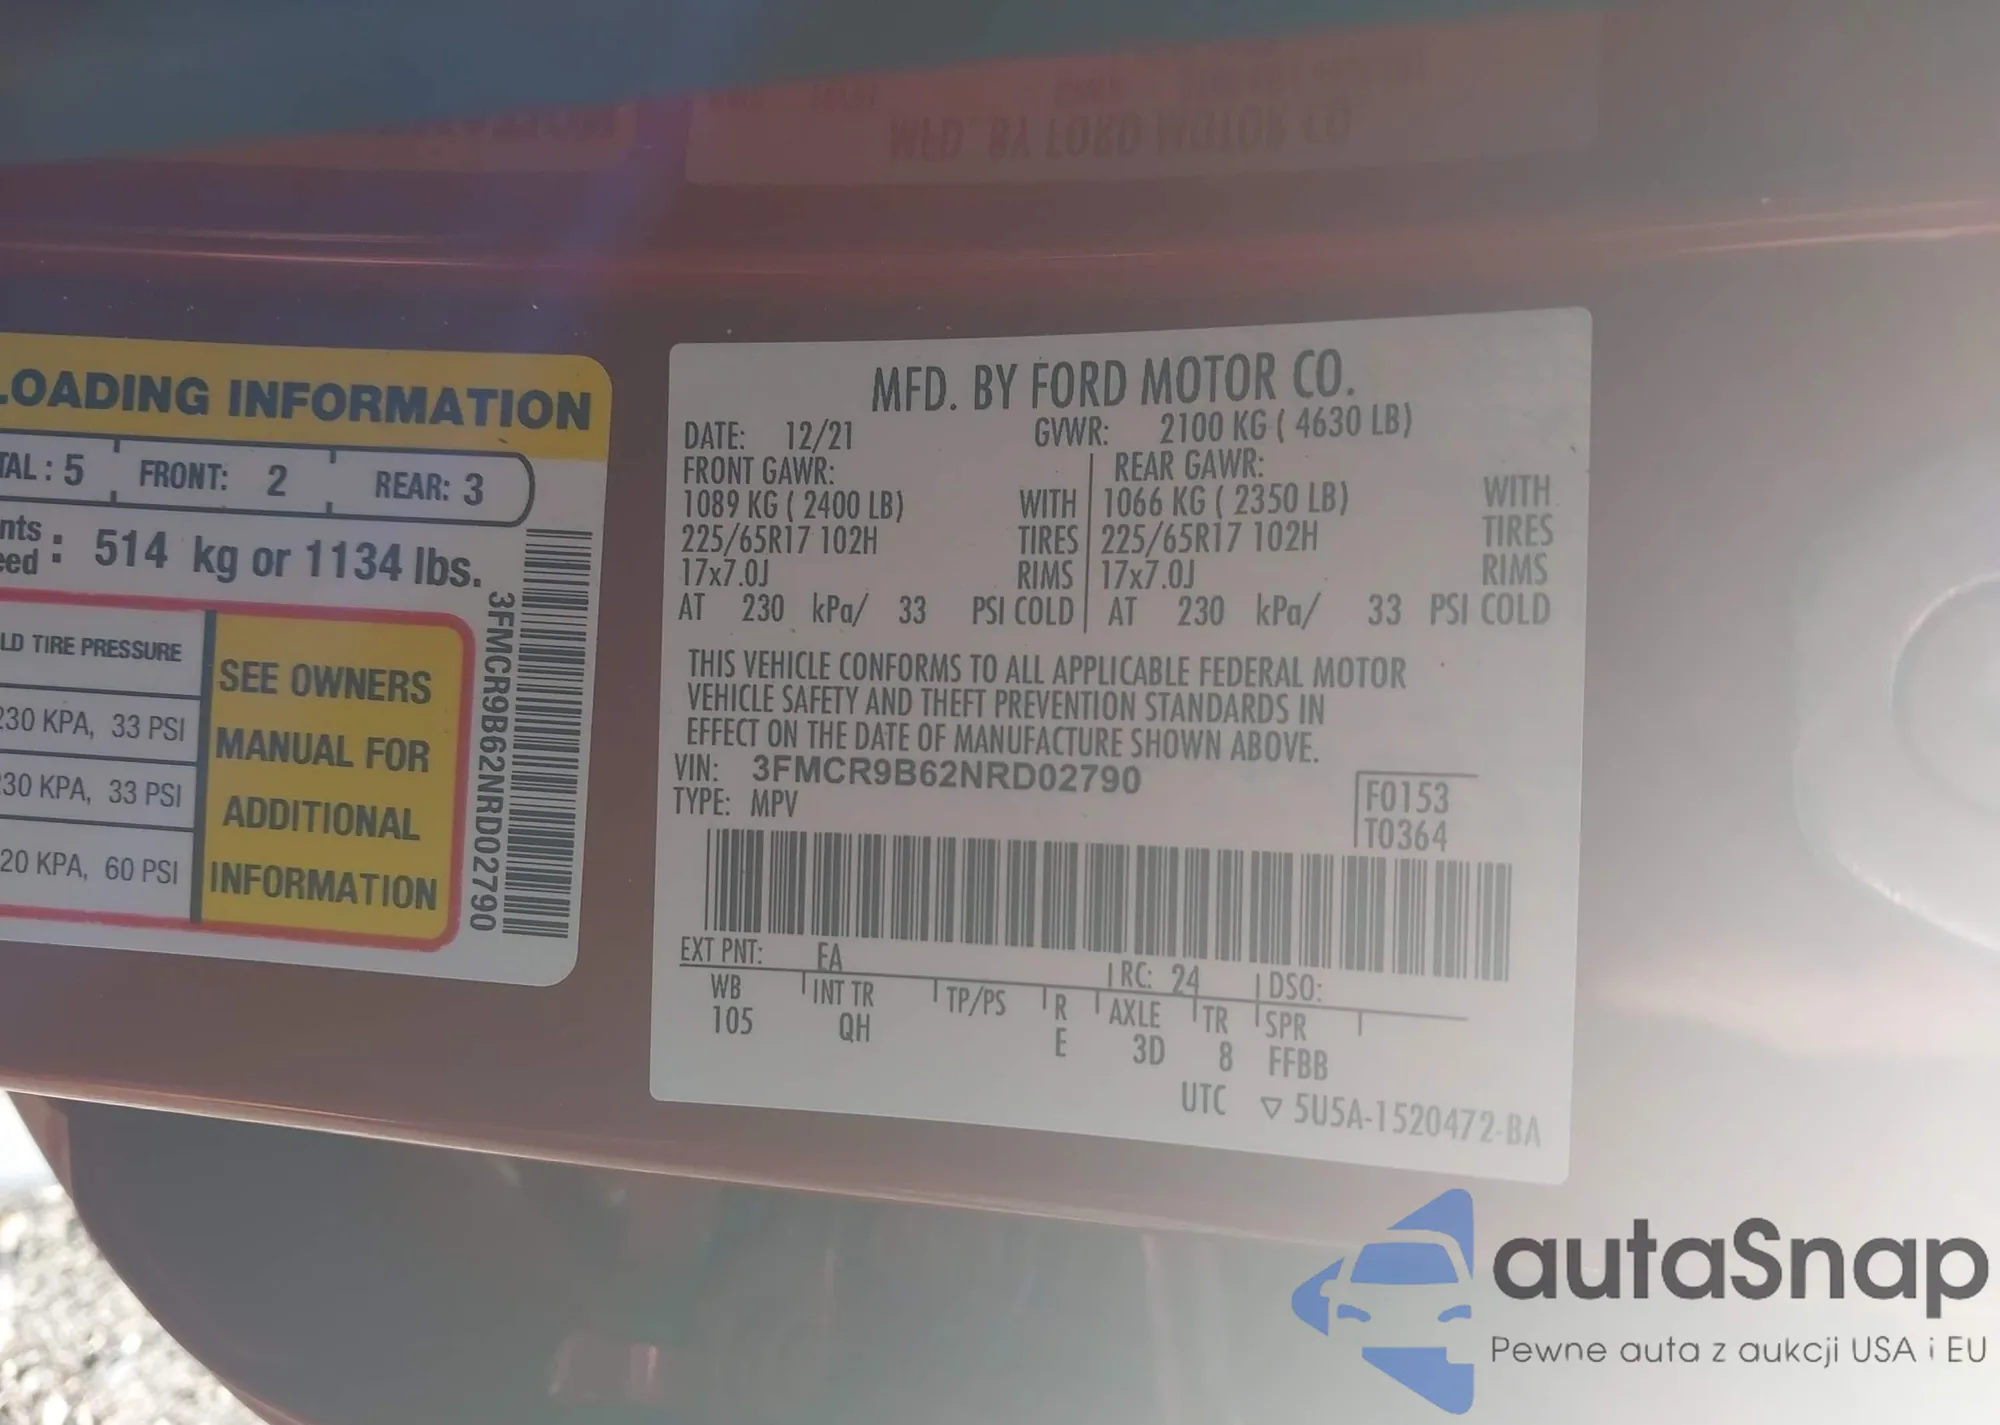 LOADING INFORMATION
TAL : 5 FRONT: 2 REAR: 3
nts
eed : 514 kg or 1134 lbs.
LD TIRE PRESSURE
230 KPA, 33 PSI
230 KPA, 33 PSI
20 KPA, 60 PSI
SEE OWNERS
MANUAL FOR
ADDITIONAL
INFORMATION
3FMCR9B62NRD02790
MFD. BY FORD MOTOR CO.
DATE: 12/21 GVWR: 2100 KG ( 4630 LB)
FRONT GAWR: REAR GAWR:
1089 KG ( 2400 LB) WITH 1066 KG ( 2350 LB) WITH
225/65R17 102H TIRES 225/65R17 102H TIRES
17x7.0J RIMS 17x7.0J RIMS
AT 230 kPa/ 33 PSI COLD AT 230 kPa/ 33 PSI COLD
THIS VEHICLE CONFORMS TO ALL APPLICABLE FEDERAL MOTOR
VEHICLE SAFETY AND THEFT PREVENTION STANDARDS IN
EFFECT ON THE DATE OF MANUFACTURE SHOWN ABOVE.
VIN: 3FMCR9B62NRD02790
TYPE: MPV
F0153
T0364
EXT PNT: EA RC: 24 DSO:
WB INT TR TP/PS R AXLE TR SPR
105 QH E 3D 8 FFBB
UTC ▽ 5U5A-1520472-BA
autaSnap
Pewne auta z aukcji USA i EU